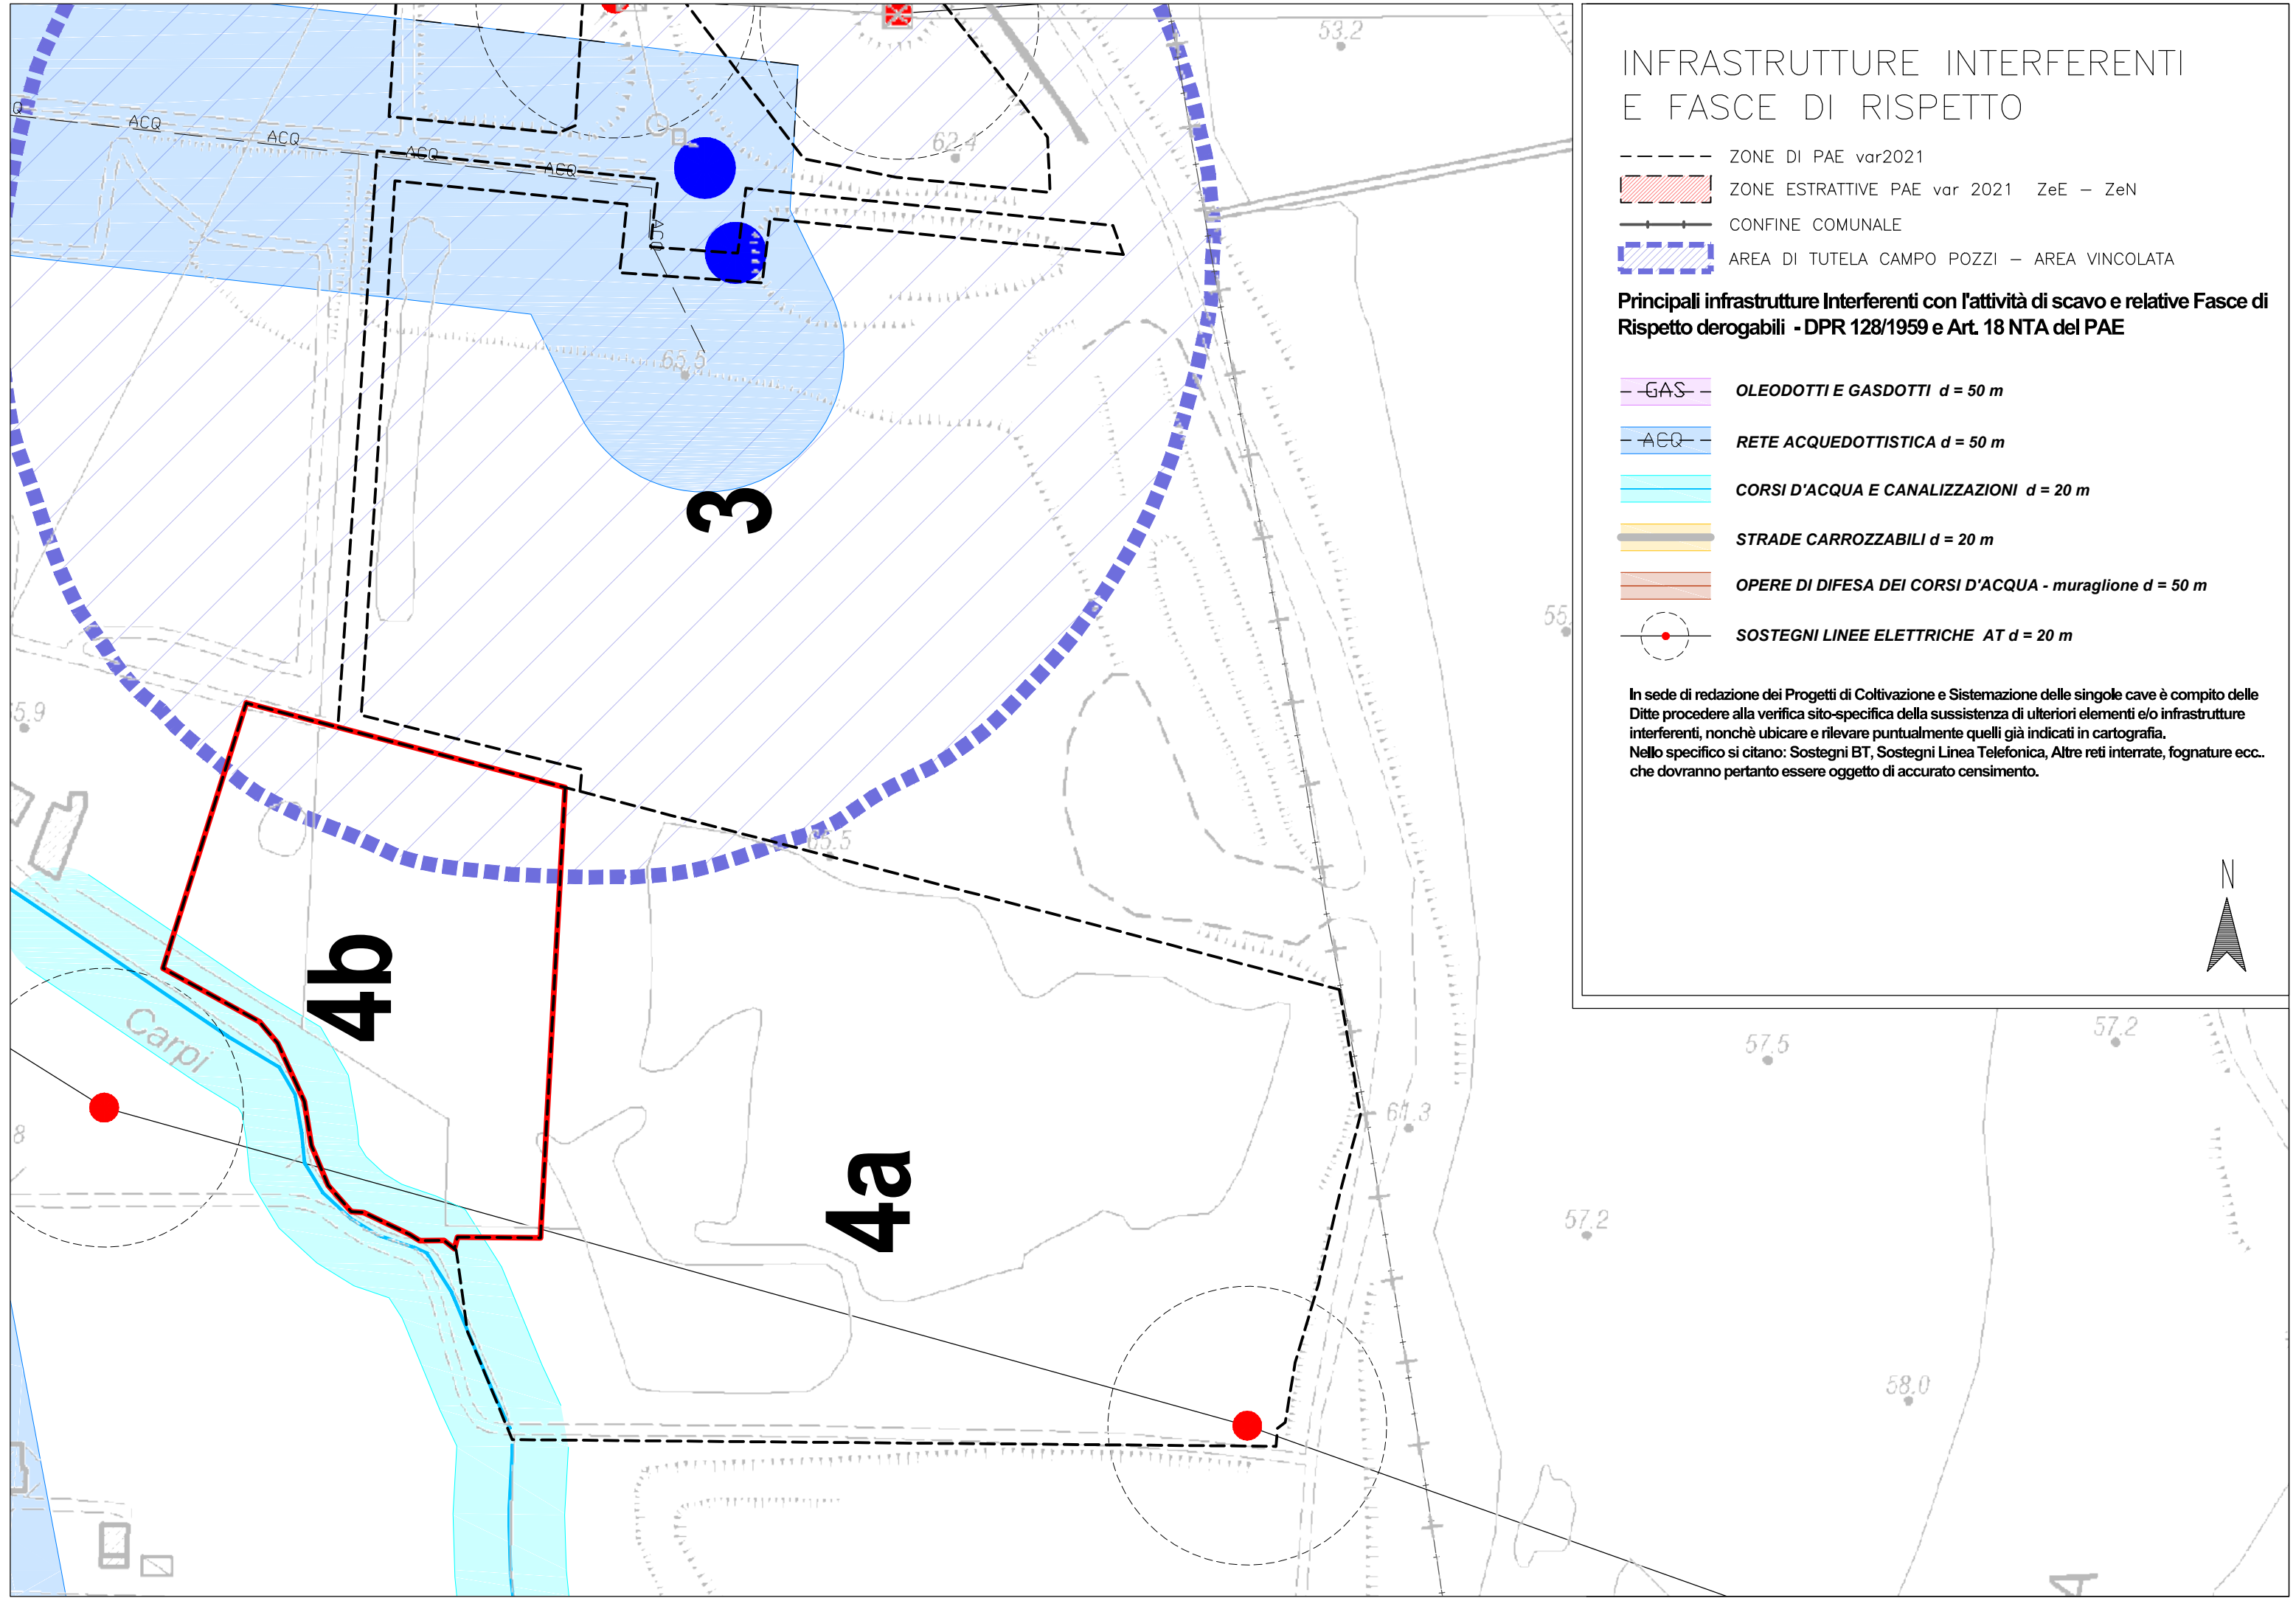 INFRASTRUTTURE INTERFERENTI
E FASCE DI RISPETTO
ZONE DI PAE var2021
ZONE ESTRATTIVE PAE var 2021 ZeE – ZeN
CONFINE COMUNALE
AREA DI TUTELA CAMPO POZZI – AREA VINCOLATA
Principali infrastrutture Interferenti con l'attività di scavo e relative Fasce di
Rispetto derogabili - DPR 128/1959 e Art. 18 NTA del PAE
GAS OLEODOTTI E GASDOTTI d = 50 m
ACQ RETE ACQUEDOTTISTICA d = 50 m
CORSI D'ACQUA E CANALIZZAZIONI d = 20 m
STRADE CARROZZABILI d = 20 m
OPERE DI DIFESA DEI CORSI D'ACQUA - muraglione d = 50 m
SOSTEGNI LINEE ELETTRICHE AT d = 20 m
In sede di redazione dei Progetti di Coltivazione e Sistemazione delle singole cave è compito delle
Ditte procedere alla verifica sito-specifica della sussistenza di ulteriori elementi e/o infrastrutture
interferenti, nonchè ubicare e rilevare puntualmente quelli già indicati in cartografia.
Nello specifico si citano: Sostegni BT, Sostegni Linea Telefonica, Altre reti interrate, fognature ecc..
che dovranno pertanto essere oggetto di accurato censimento.
N
53.2
Q
ACQ
ACQ
ACQ
ACQ
ACQ
62.4
65.5
3
55.
5.9
65.5
4b
Carpi
8
4a
61.3
57.5
57.2
57.2
58.0
A